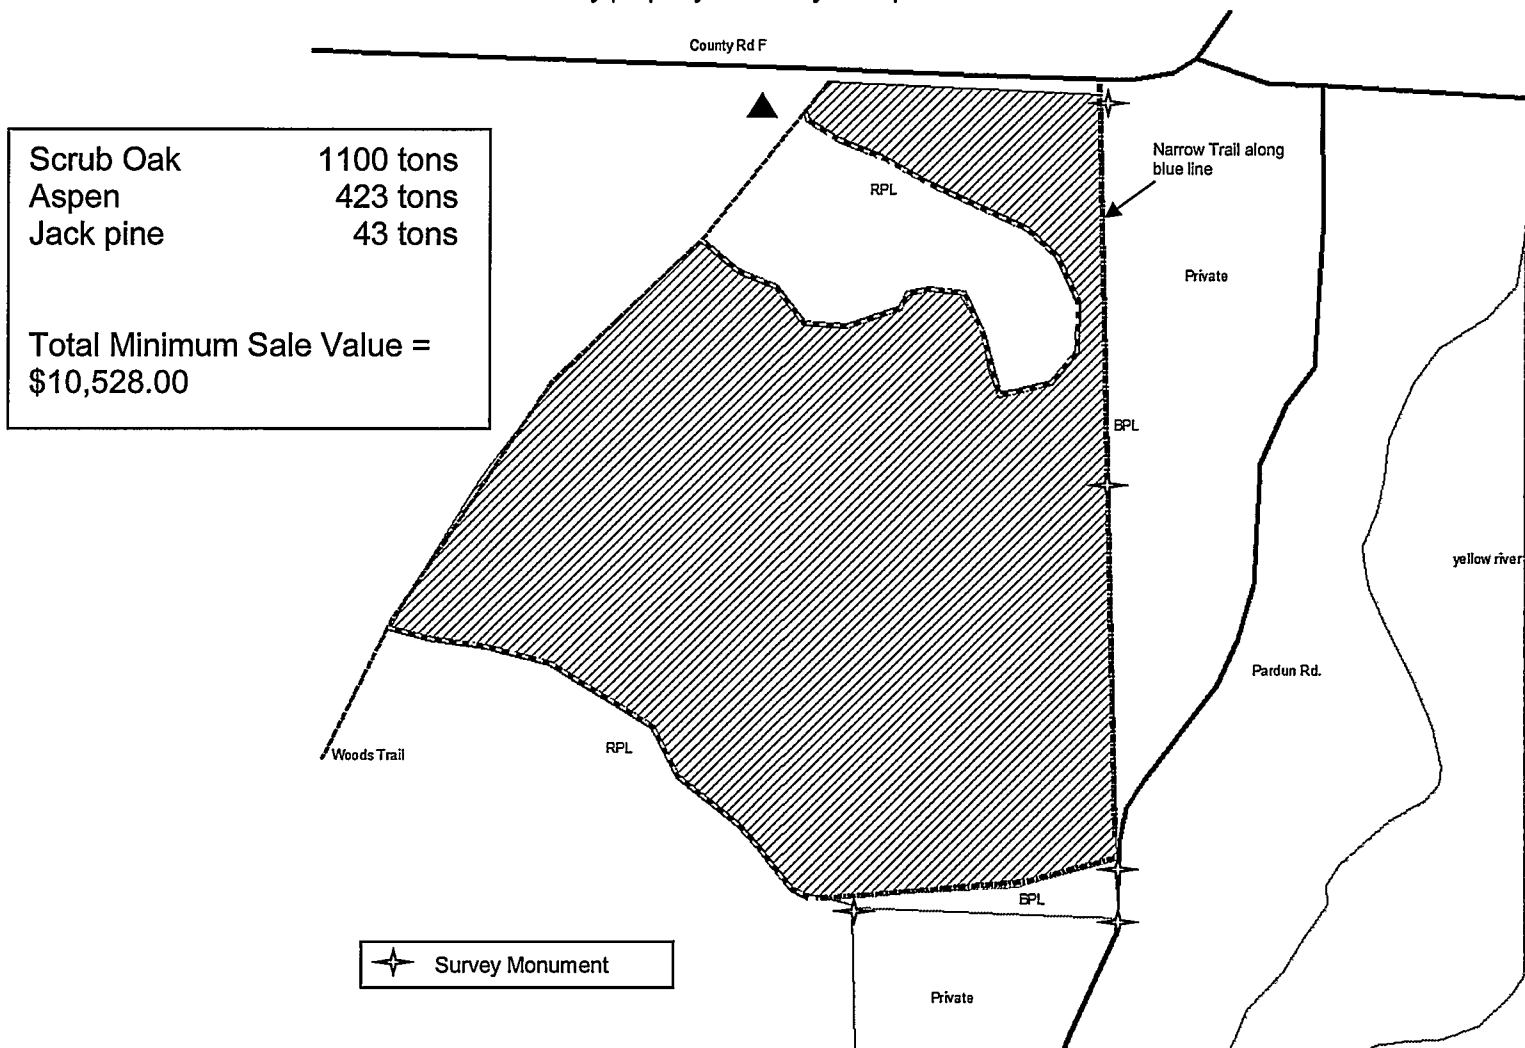 County Rd F
Scrub Oak 1100 tons
Aspen 423 tons
Jack pine 43 tons
Total Minimum Sale Value =
$10,528.00
Narrow Trail along
blue line
RPL
Private
BPL
yellow river
Pardun Rd.
RPL
Woods Trail
BPL
Survey Monument
Private